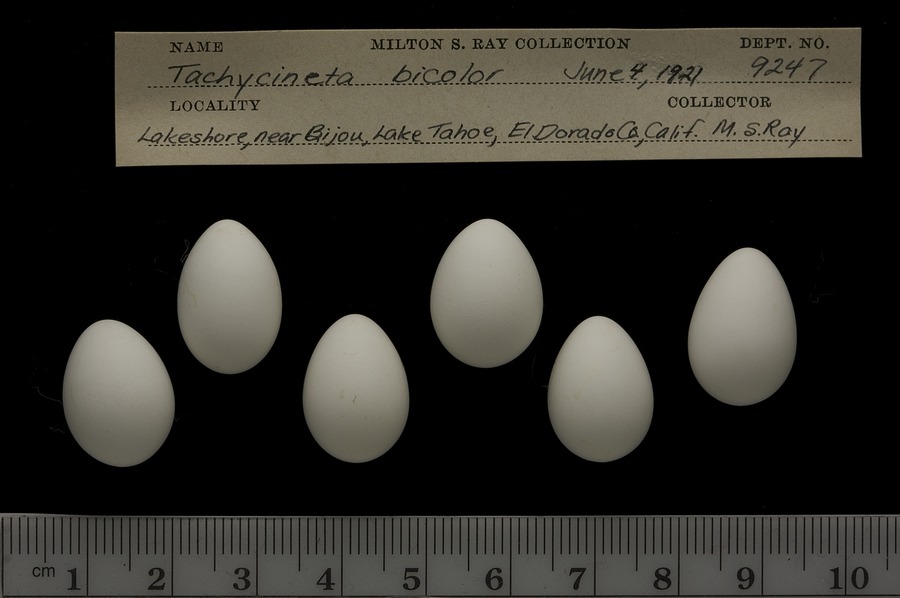 NAME MILTON S. RAY COLLECTION DEPT. NO.
Tachycineta bicolor June 4, 1921 9247
LOCALITY COLLECTOR
Lakeshore, near Bijou, Lake Tahoe, El Dorado Co, Calif. M. S. Ray
cm 1 2 3 4 5 6 7 8 9 10